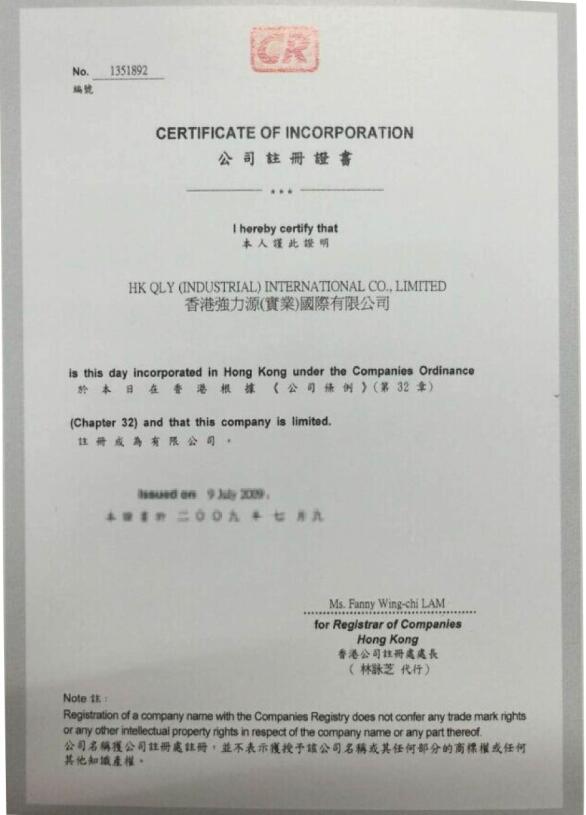 CR
No. 1351892
編號
CERTIFICATE OF INCORPORATION
公司註冊證書
***
I hereby certify that
本人謹此證明
HK QLY (INDUSTRIAL) INTERNATIONAL CO., LIMITED
香港強力源(實業)國際有限公司
is this day incorporated in Hong Kong under the Companies Ordinance
於本日在香港根據《公司條例》(第32章)
(Chapter 32) and that this company is limited.
註冊成為有限公司。
Issued on 9 July 2009.
本證書於二〇〇九年七月九
Ms. Fanny Wing-chi LAM
for Registrar of Companies
Hong Kong
香港公司註冊處處長
(林詠芝 代行)
Note 註:
Registration of a company name with the Companies Registry does not confer any trade mark rights
or any other intellectual property rights in respect of the company name or any part thereof.
公司名稱獲公司註冊處註冊,並不表示獲授予該公司名稱或其任何部分的商標權或任何
其他知識產權。